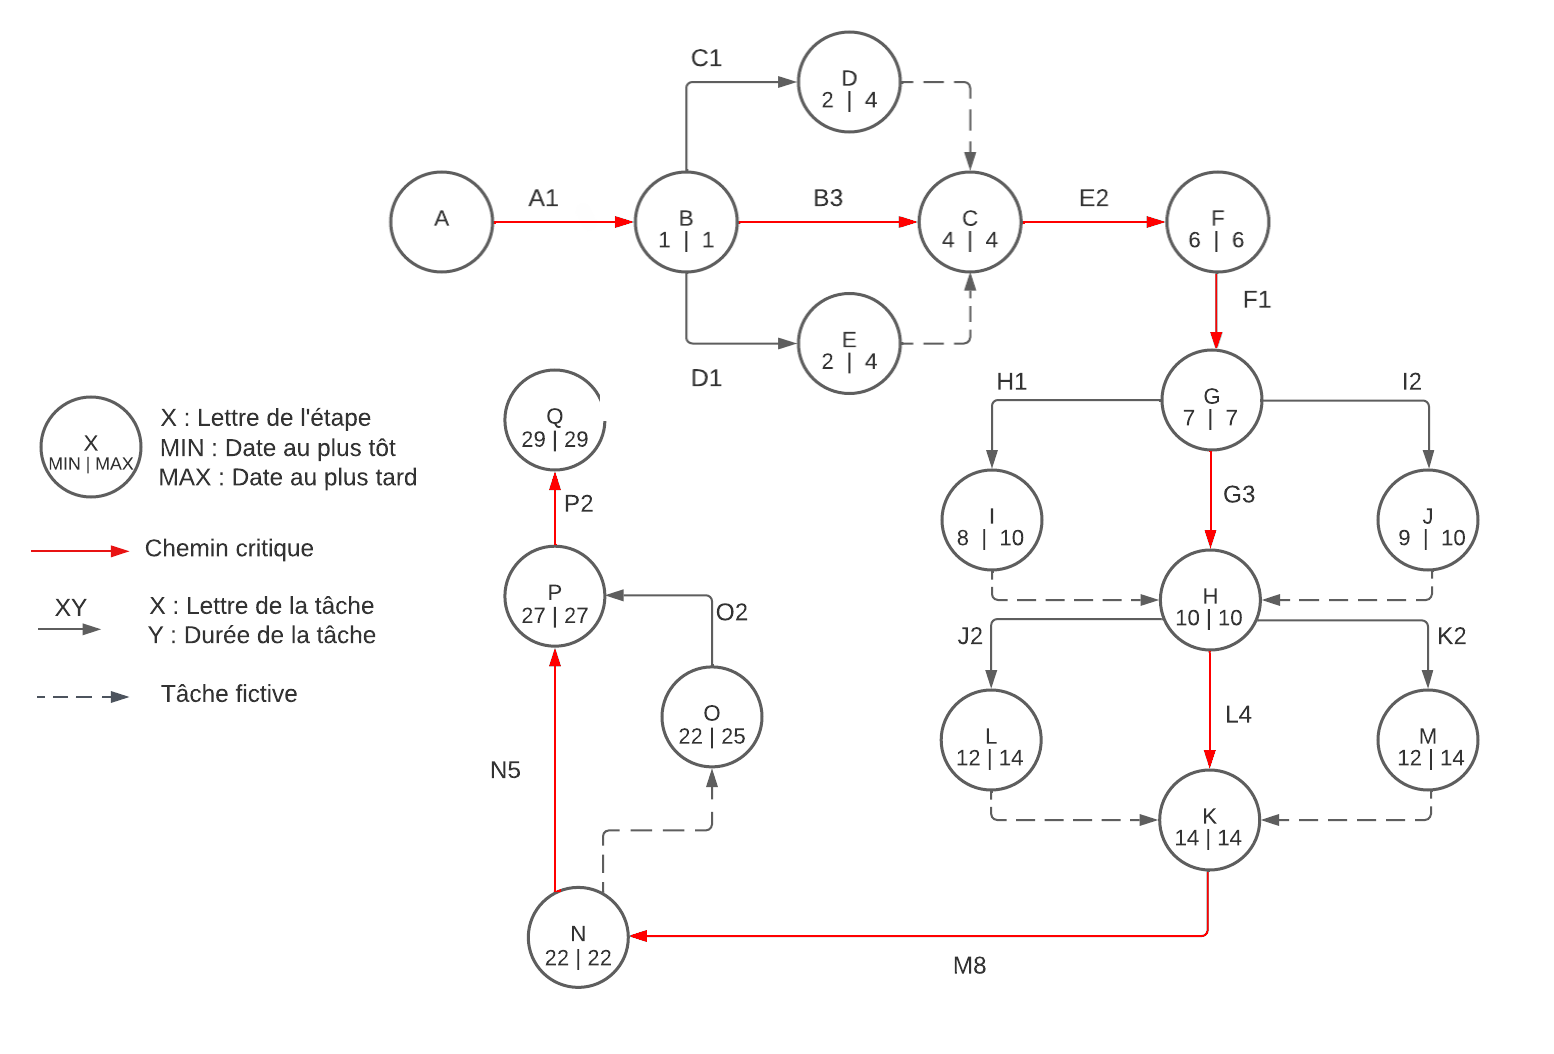 C1
D
2 | 4
A
A1
B
1 | 1
B3
C
4 | 4
E2
F
6 | 6
D1
E
2 | 4
F1
G
7 | 7
H1
I2
I
8 | 10
G3
J
9 | 10
H
10 | 10
J2
K2
L
12 | 14
L4
M
12 | 14
K
14 | 14
M8
N
22 | 22
N5
O
22 | 25
O2
P
27 | 27
P2
Q
29 | 29
X
MIN | MAX
X : Lettre de l'étape
MIN : Date au plus tôt
MAX : Date au plus tard
Chemin critique
XY
X : Lettre de la tâche
Y : Durée de la tâche
Tâche fictive